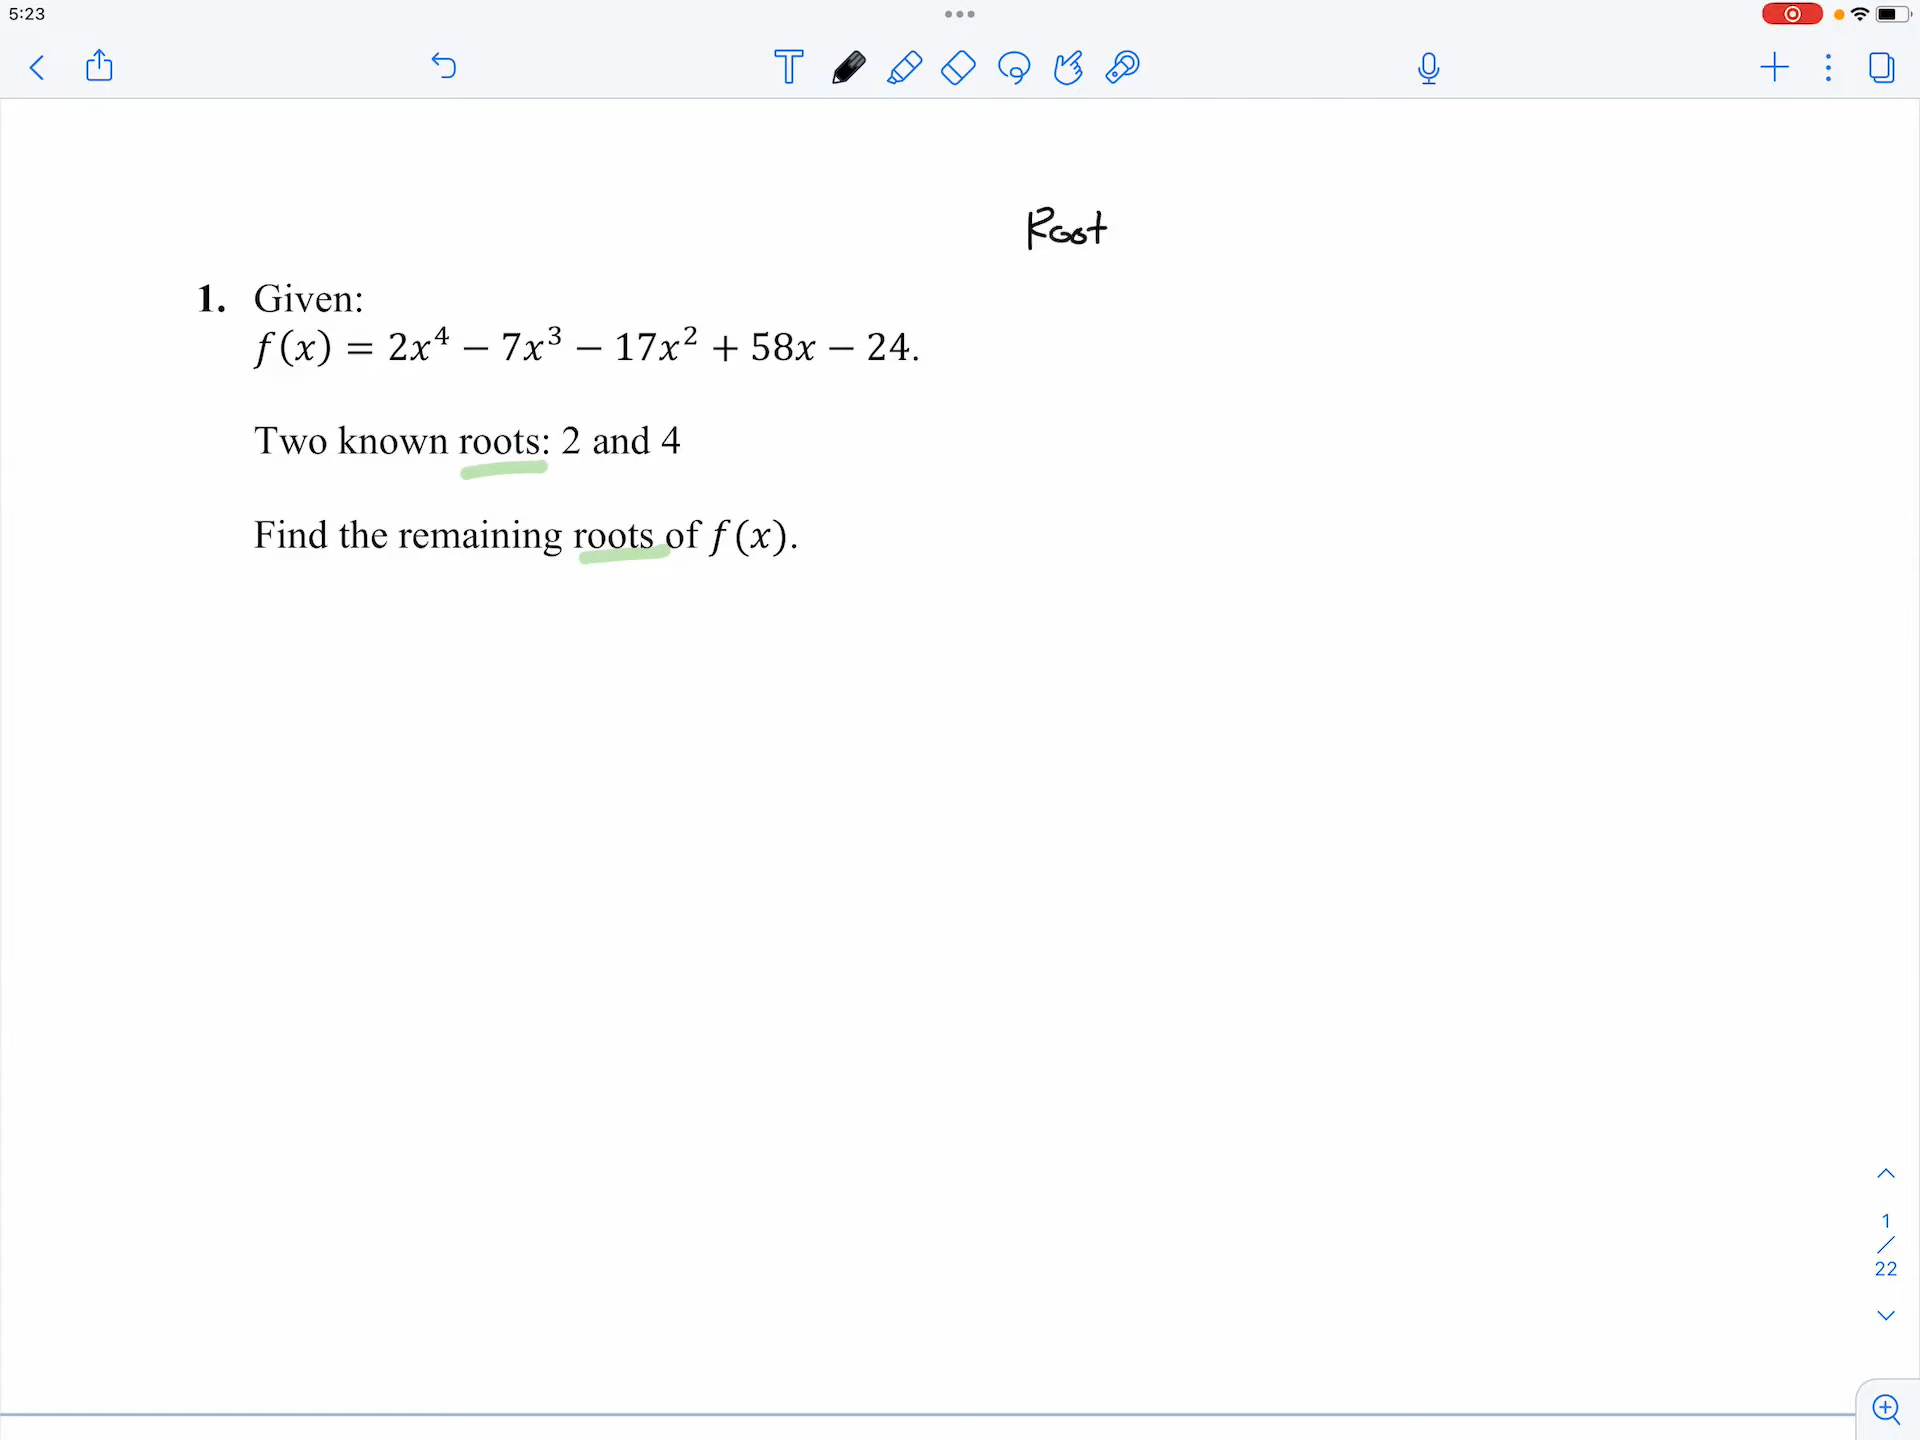 5:23
Root
1. Given:
f(x) = 2x⁴ − 7x³ − 17x² + 58x − 24.
Two known roots: 2 and 4
Find the remaining roots of f(x).
1
/
22